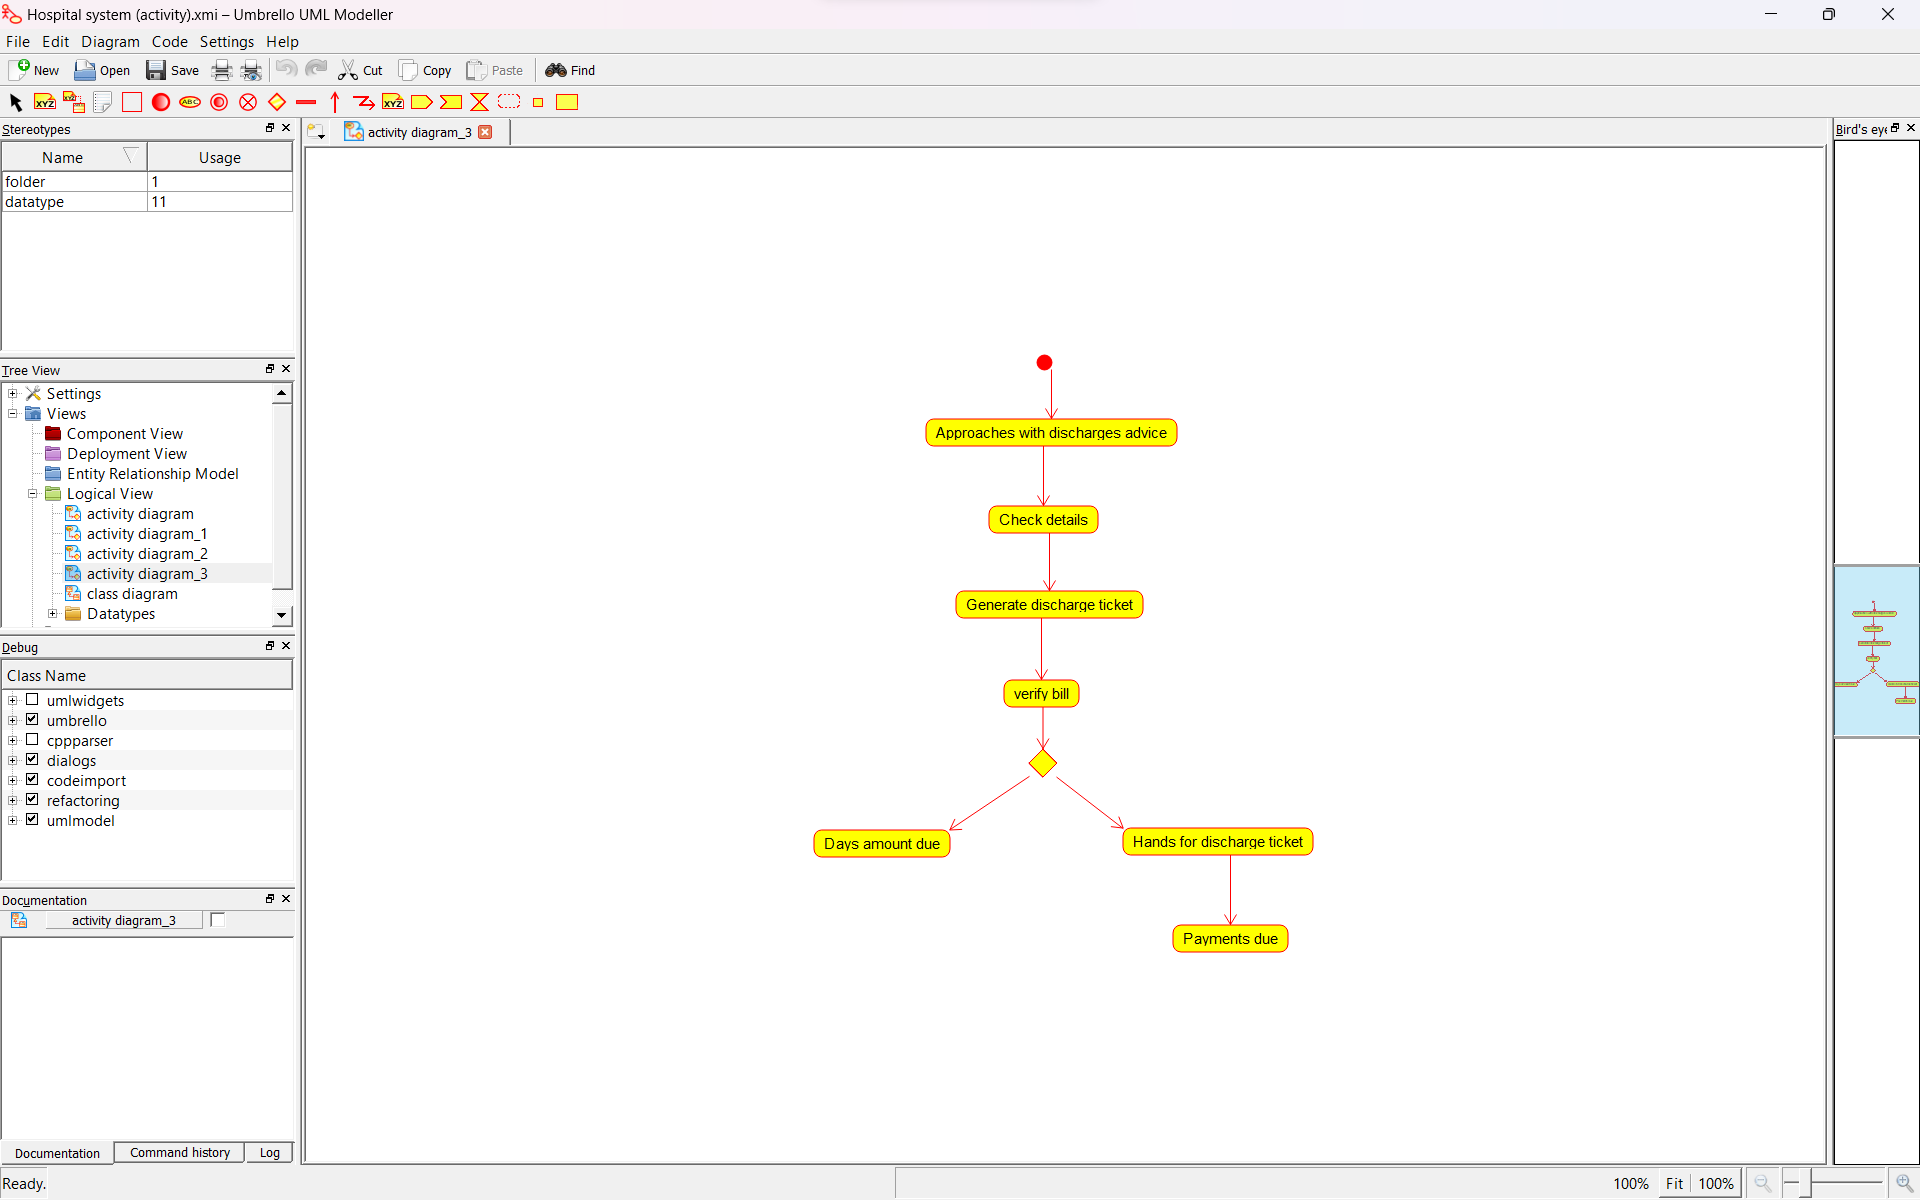 Hospital system (activity).xmi – Umbrello UML Modeller
File Edit Diagram Code Settings Help
New Open Save Cut Copy Paste Find
XYZ XYZ ABC XYZ
Stereotypes
Name Usage
folder 1
datatype 11
Tree View
Settings
Views
Component View
Deployment View
Entity Relationship Model
Logical View
activity diagram
activity diagram_1
activity diagram_2
activity diagram_3
class diagram
Datatypes
Debug
Class Name
umlwidgets
umbrello
cppparser
dialogs
codeimport
refactoring
umlmodel
Documentation
activity diagram_3
Documentation Command history Log
activity diagram_3
Approaches with discharges advice
Check details
Generate discharge ticket
verify bill
Days amount due
Hands for discharge ticket
Payments due
Bird's eye
Ready.
100% Fit 100%